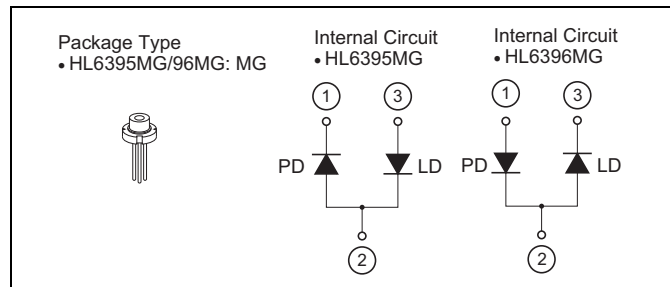 Package Type
• HL6395MG/96MG: MG
Internal Circuit
• HL6395MG
1
3
PD
LD
2
Internal Circuit
• HL6396MG
1
3
PD
LD
2